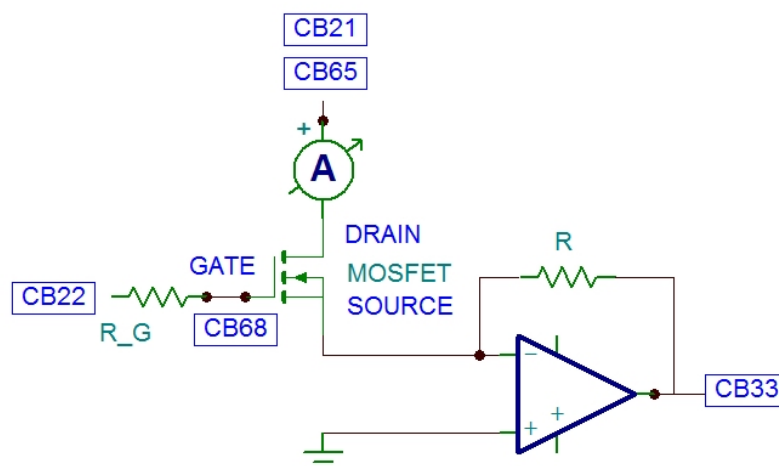 CB21
CB65
+
A
DRAIN
R
GATE
MOSFET
CB22
SOURCE
R_G
CB68
−
+
+
CB33